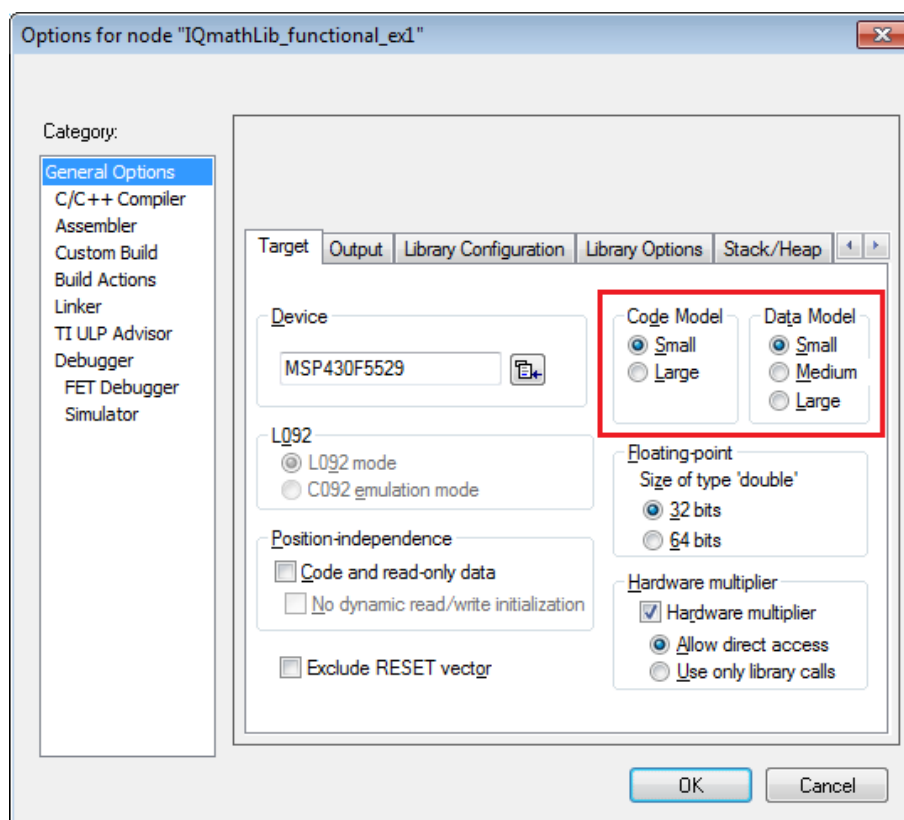 Options for node "IQmathLib_functional_ex1"
Category:
General Options
C/C++ Compiler
Assembler
Custom Build
Build Actions
Linker
TI ULP Advisor
Debugger
FET Debugger
Simulator
Target Output Library Configuration Library Options Stack/Heap
Device
MSP430F5529
Code Model
Small
Large
Data Model
Small
Medium
Large
L092
L092 mode
C092 emulation mode
Floating-point
Size of type 'double'
32 bits
64 bits
Position-independence
Code and read-only data
No dynamic read/write initialization
Hardware multiplier
Hardware multiplier
Allow direct access
Use only library calls
Exclude RESET vector
OK Cancel